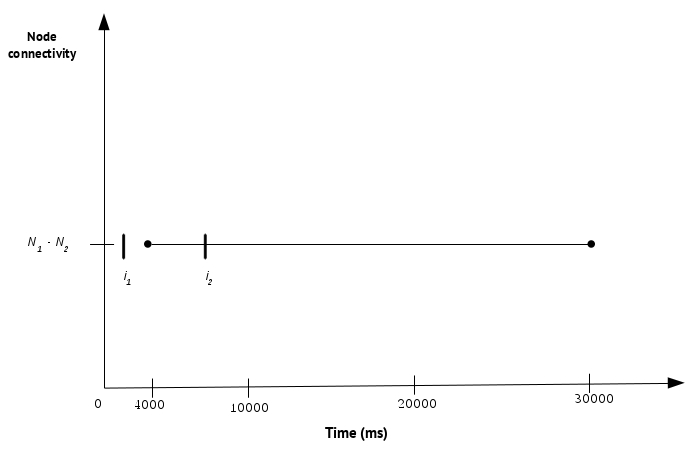 Node
connectivity
N1 - N2
i1
i2
0
4000
10000
20000
30000
Time (ms)